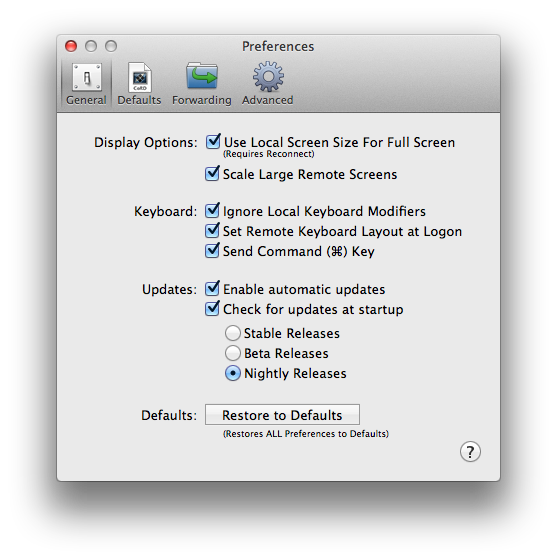 Preferences
General Defaults Forwarding Advanced
CoRD
Display Options: Use Local Screen Size For Full Screen
(Requires Reconnect)
Scale Large Remote Screens
Keyboard: Ignore Local Keyboard Modifiers
Set Remote Keyboard Layout at Logon
Send Command (⌘) Key
Updates: Enable automatic updates
Check for updates at startup
Stable Releases
Beta Releases
Nightly Releases
Defaults: Restore to Defaults
(Restores ALL Preferences to Defaults)
?